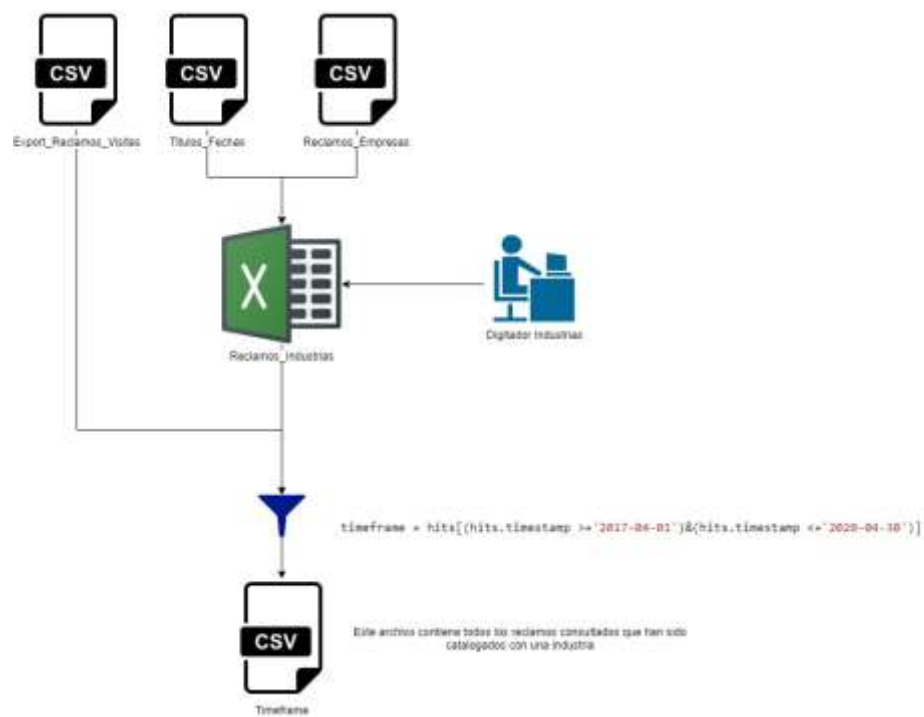 CSV
CSV
CSV
Export_Reclamos_Visitas
Titulos_Fechas
Reclamos_Empresas
X
Reclamos_Industrias
Digitador Industrias
timeframe = hits[(hits.timestamp >='2017-04-01')&(hits.timestamp <='2020-04-30')]
CSV
Este archivo contiene todos los reclamos consultados que han sido
catalogados con una industria
Timeframe